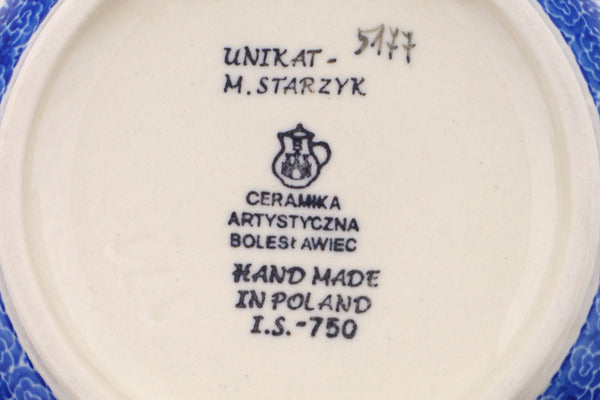 UNIKAT - 5177
M. STARZYK
CERAMIKA
ARTYSTYCZNA
BOLESŁAWIEC
HAND MADE
IN POLAND
I.S.-750